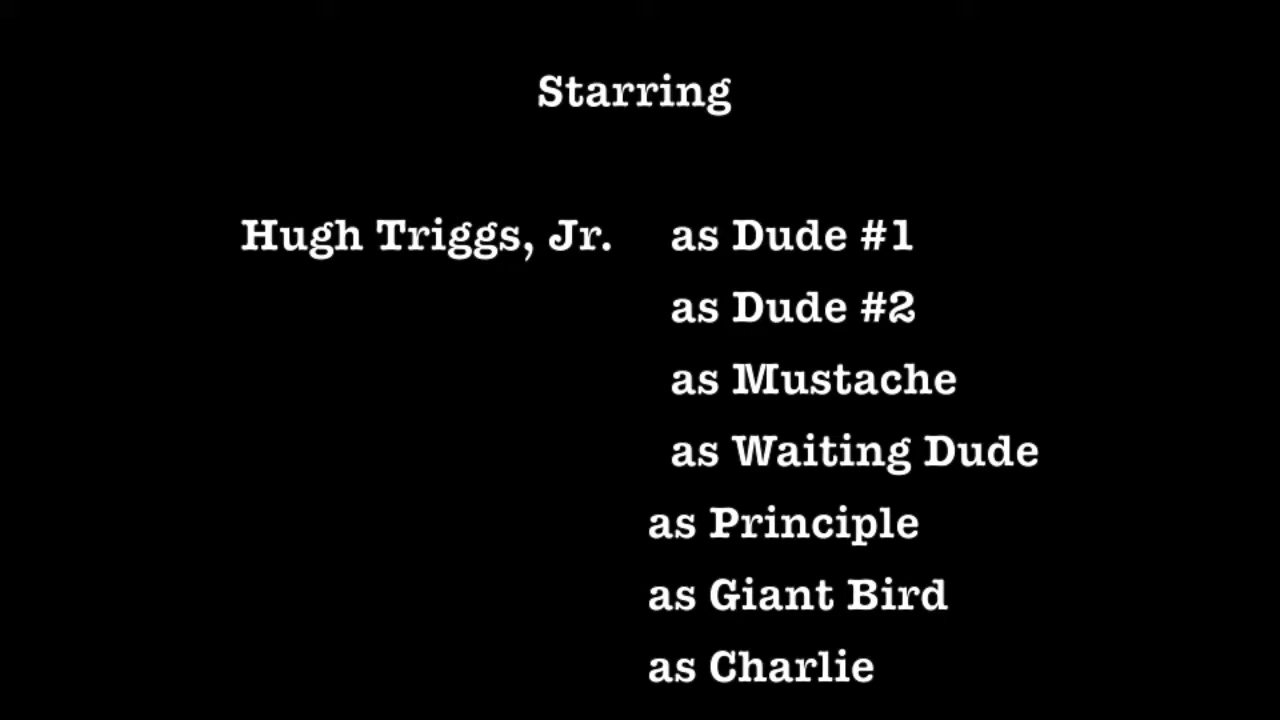 Starring
Hugh Triggs, Jr. as Dude #1
as Dude #2
as Mustache
as Waiting Dude
as Principle
as Giant Bird
as Charlie